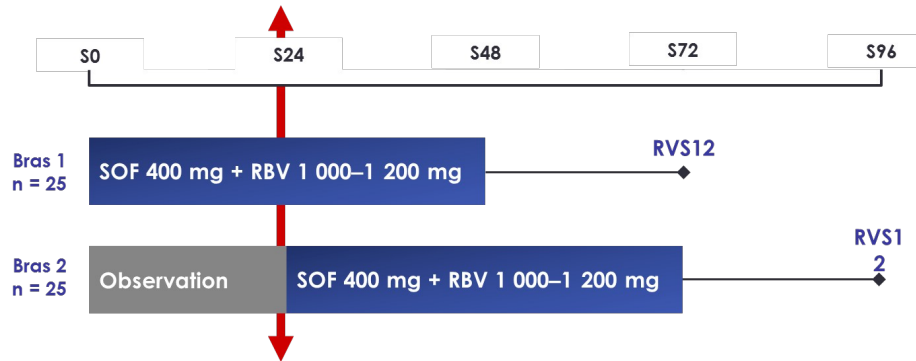 S0
S24
S48
S72
S96
Bras 1
n = 25
SOF 400 mg + RBV 1 000–1 200 mg
RVS12
Bras 2
n = 25
Observation
SOF 400 mg + RBV 1 000–1 200 mg
RVS1
2